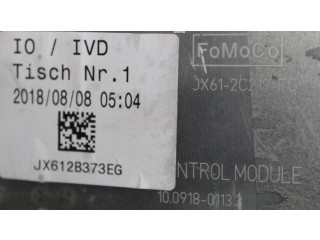 IO / IVD
Tisch Nr.1
2018/08/08 05:04
JX612B373EG
FoMoCo
CONTROL MODULE